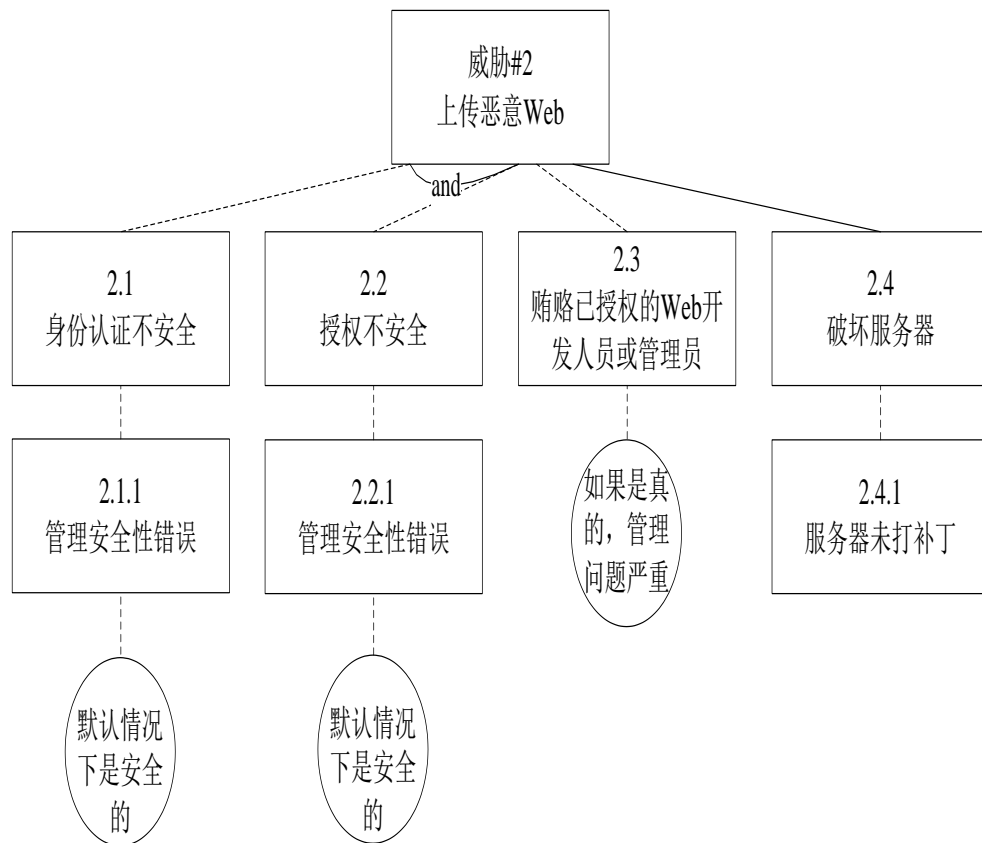 威胁#2
上传恶意Web
and
2.1
身份认证不安全
2.2
授权不安全
2.3
贿赂已授权的Web开
发人员或管理员
2.4
破坏服务器
2.1.1
管理安全性错误
2.2.1
管理安全性错误
如果是真
的，管理
问题严重
2.4.1
服务器未打补丁
默认情况
下是安全
的
默认情况
下是安全
的